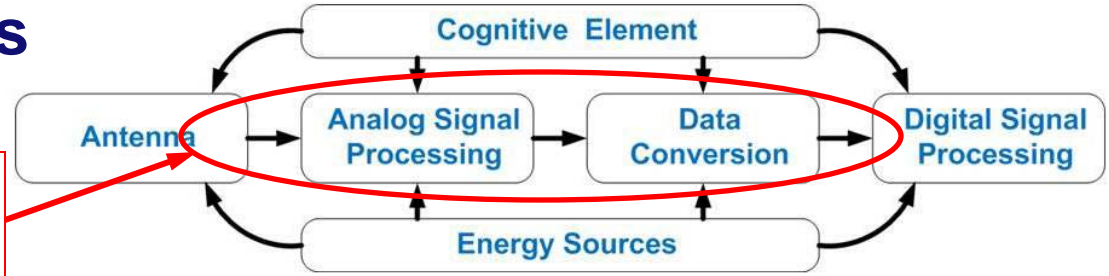 s
Cognitive Element
Antenna
Analog Signal
Processing
Data
Conversion
Digital Signal
Processing
Energy Sources